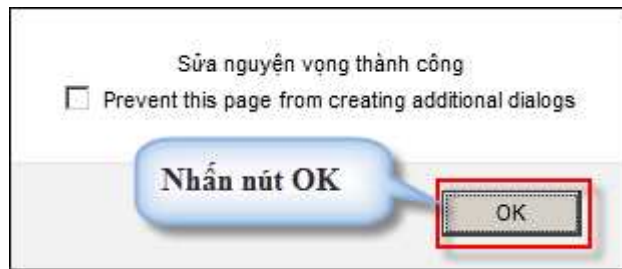 Sửa nguyện vọng thành công
Prevent this page from creating additional dialogs
Nhấn nút OK
OK